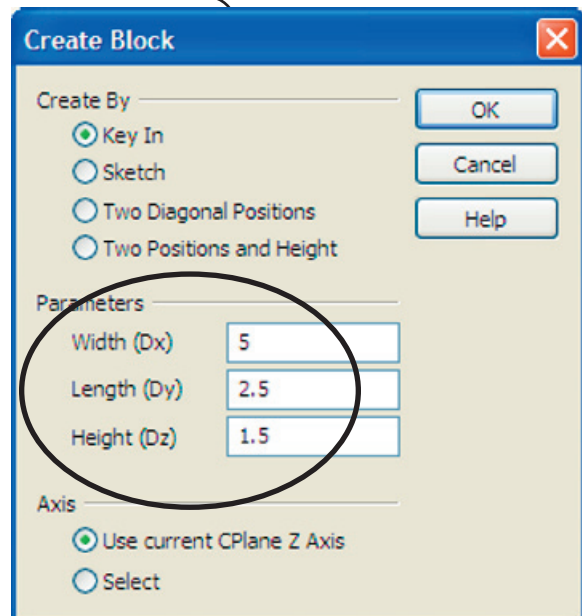 Create Block
Create By
OK
Key In
Sketch
Cancel
Two Diagonal Positions
Help
Two Positions and Height
Parameters
Width (Dx) 5
Length (Dy) 2.5
Height (Dz) 1.5
Axis
Use current CPlane Z Axis
Select